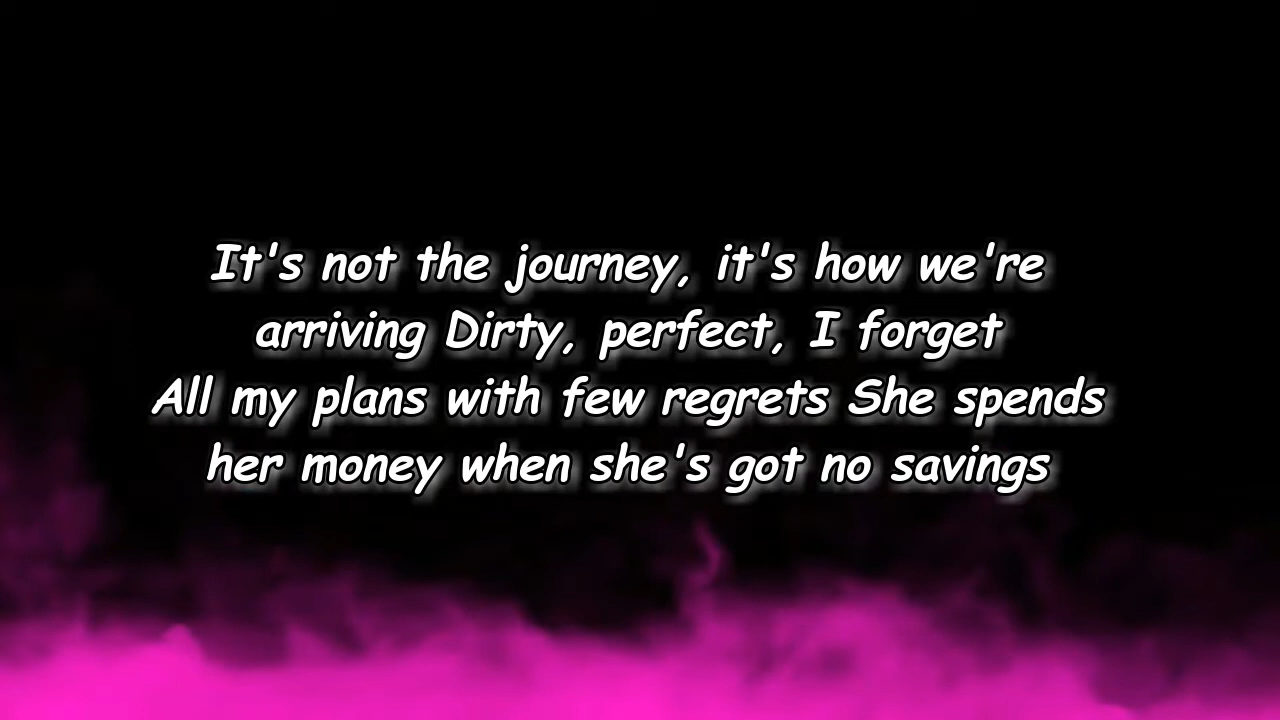 It's not the journey, it's how we're
arriving Dirty, perfect, I forget
All my plans with few regrets She spends
her money when she's got no savings